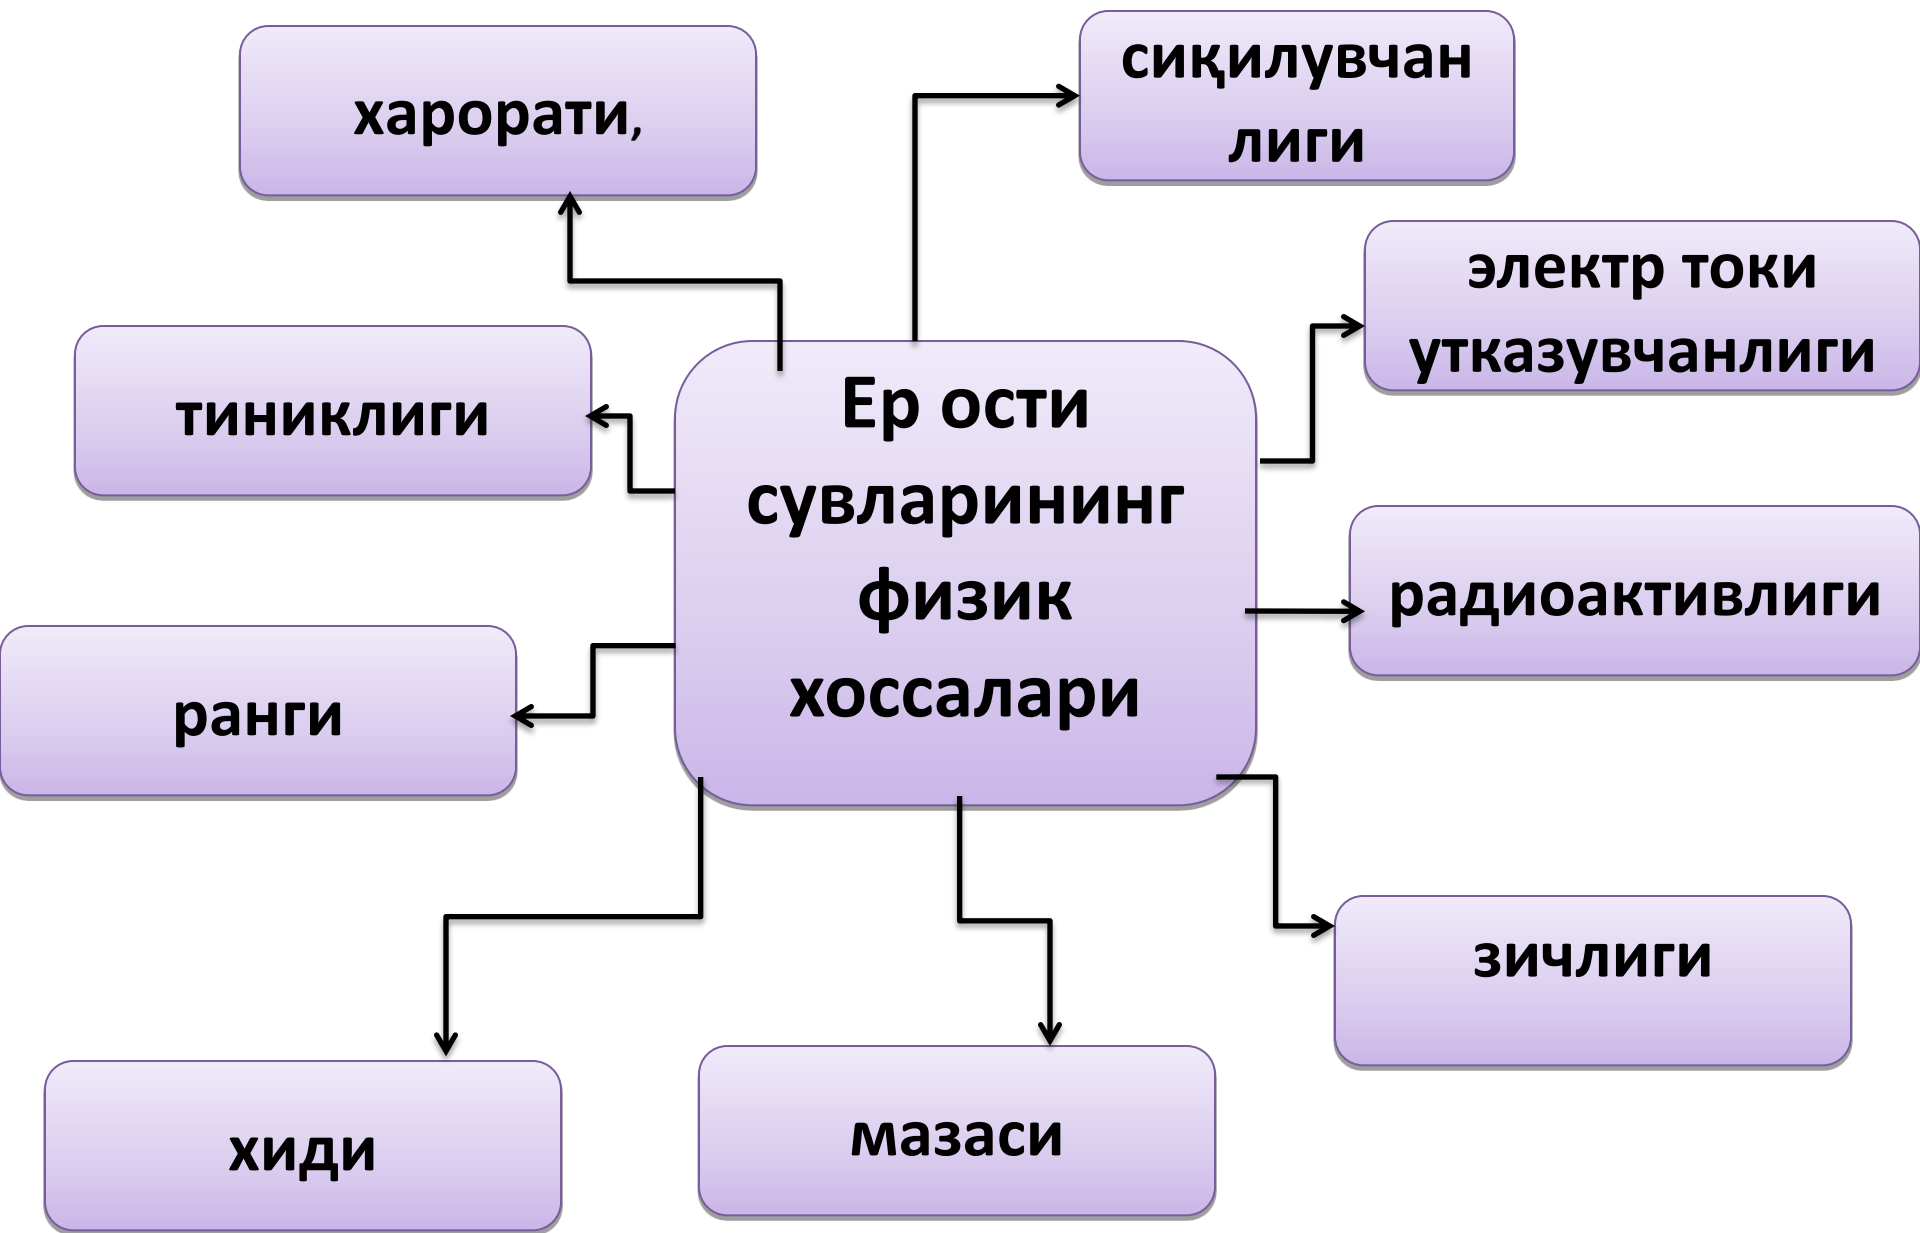 харорати,
сиқилувчан
лиги
электр токи
утказувчанлиги
тиниклиги
Ер ости
сувларининг
физик
хоссалари
радиоактивлиги
ранги
зичлиги
хиди
мазаси